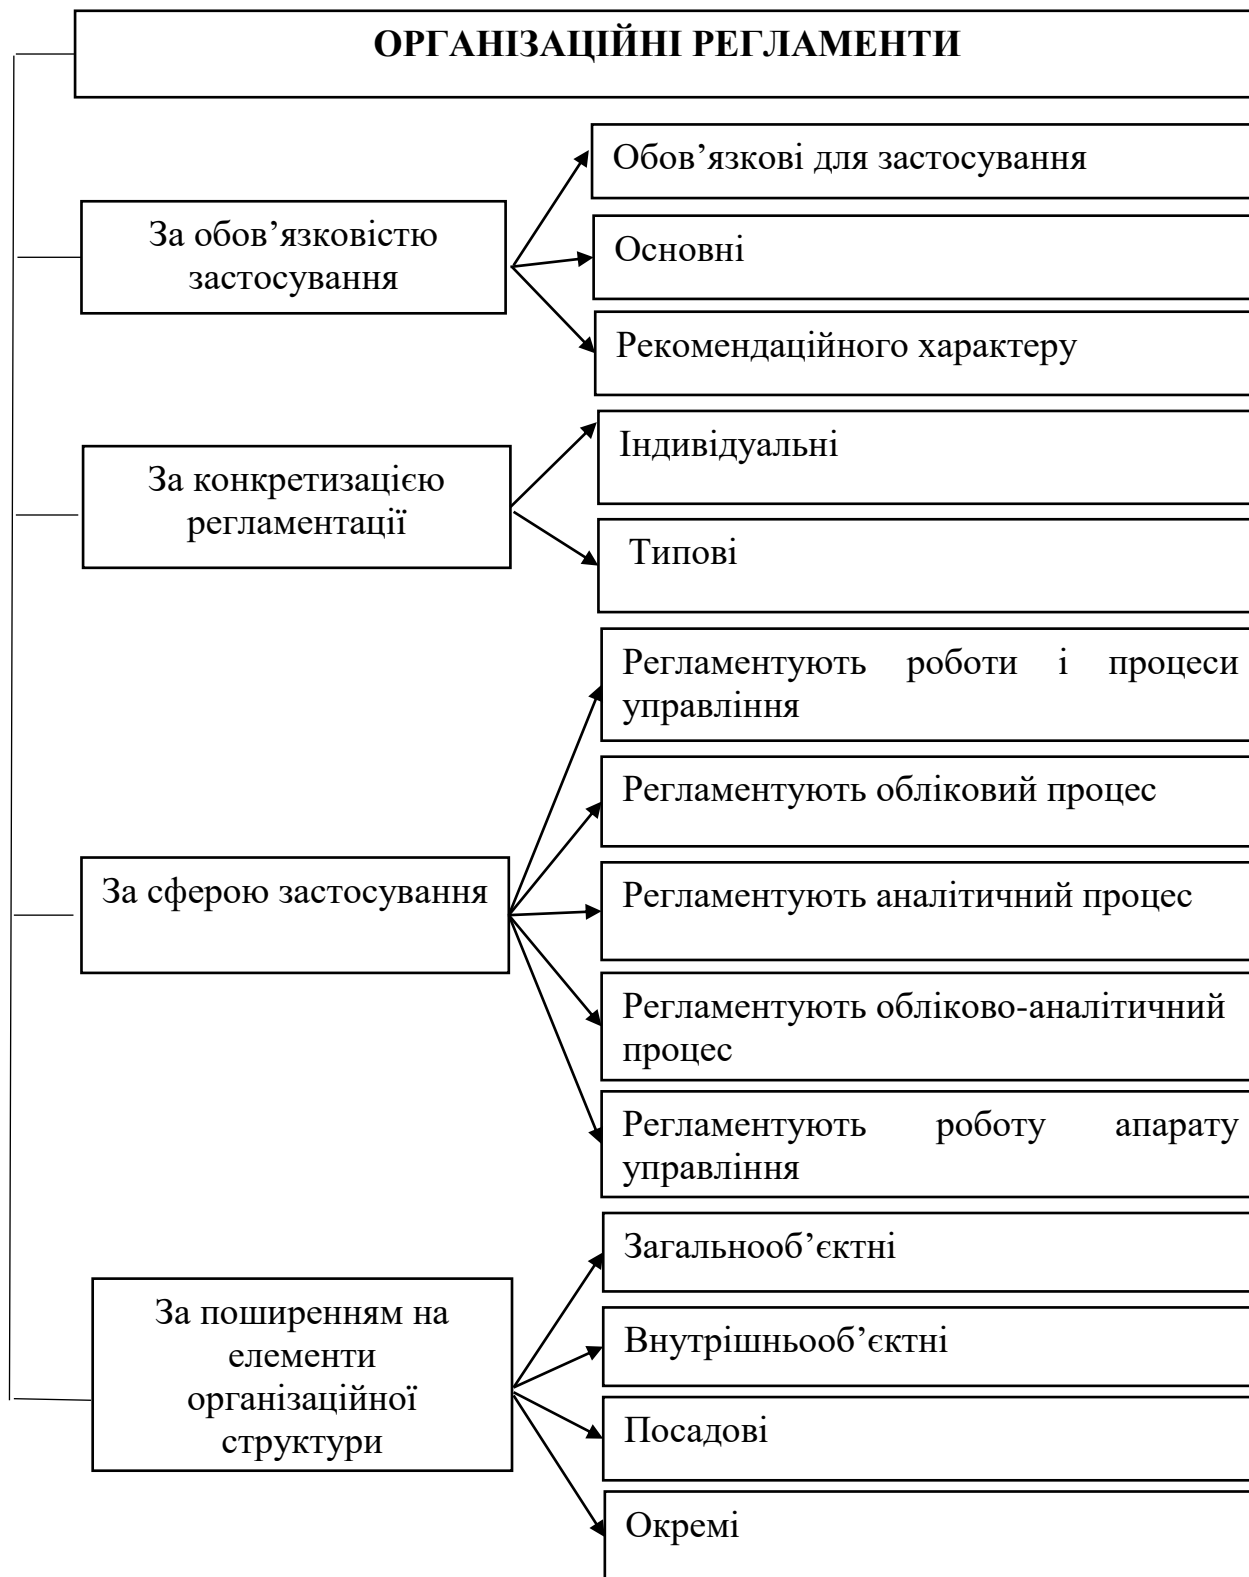 ОРГАНІЗАЦІЙНІ РЕГЛАМЕНТИ
За обов’язковістю
застосування
Обов’язкові для застосування
Основні
Рекомендаційного характеру
За конкретизацією
регламентації
Індивідуальні
Типові
За сферою застосування
Регламентують роботи і процеси
управління
Регламентують обліковий процес
Регламентують аналітичний процес
Регламентують обліково-аналітичний
процес
Регламентують роботу апарату
управління
За поширенням на
елементи
організаційної
структури
Загальнооб’єктні
Внутрішньооб’єктні
Посадові
Окремі